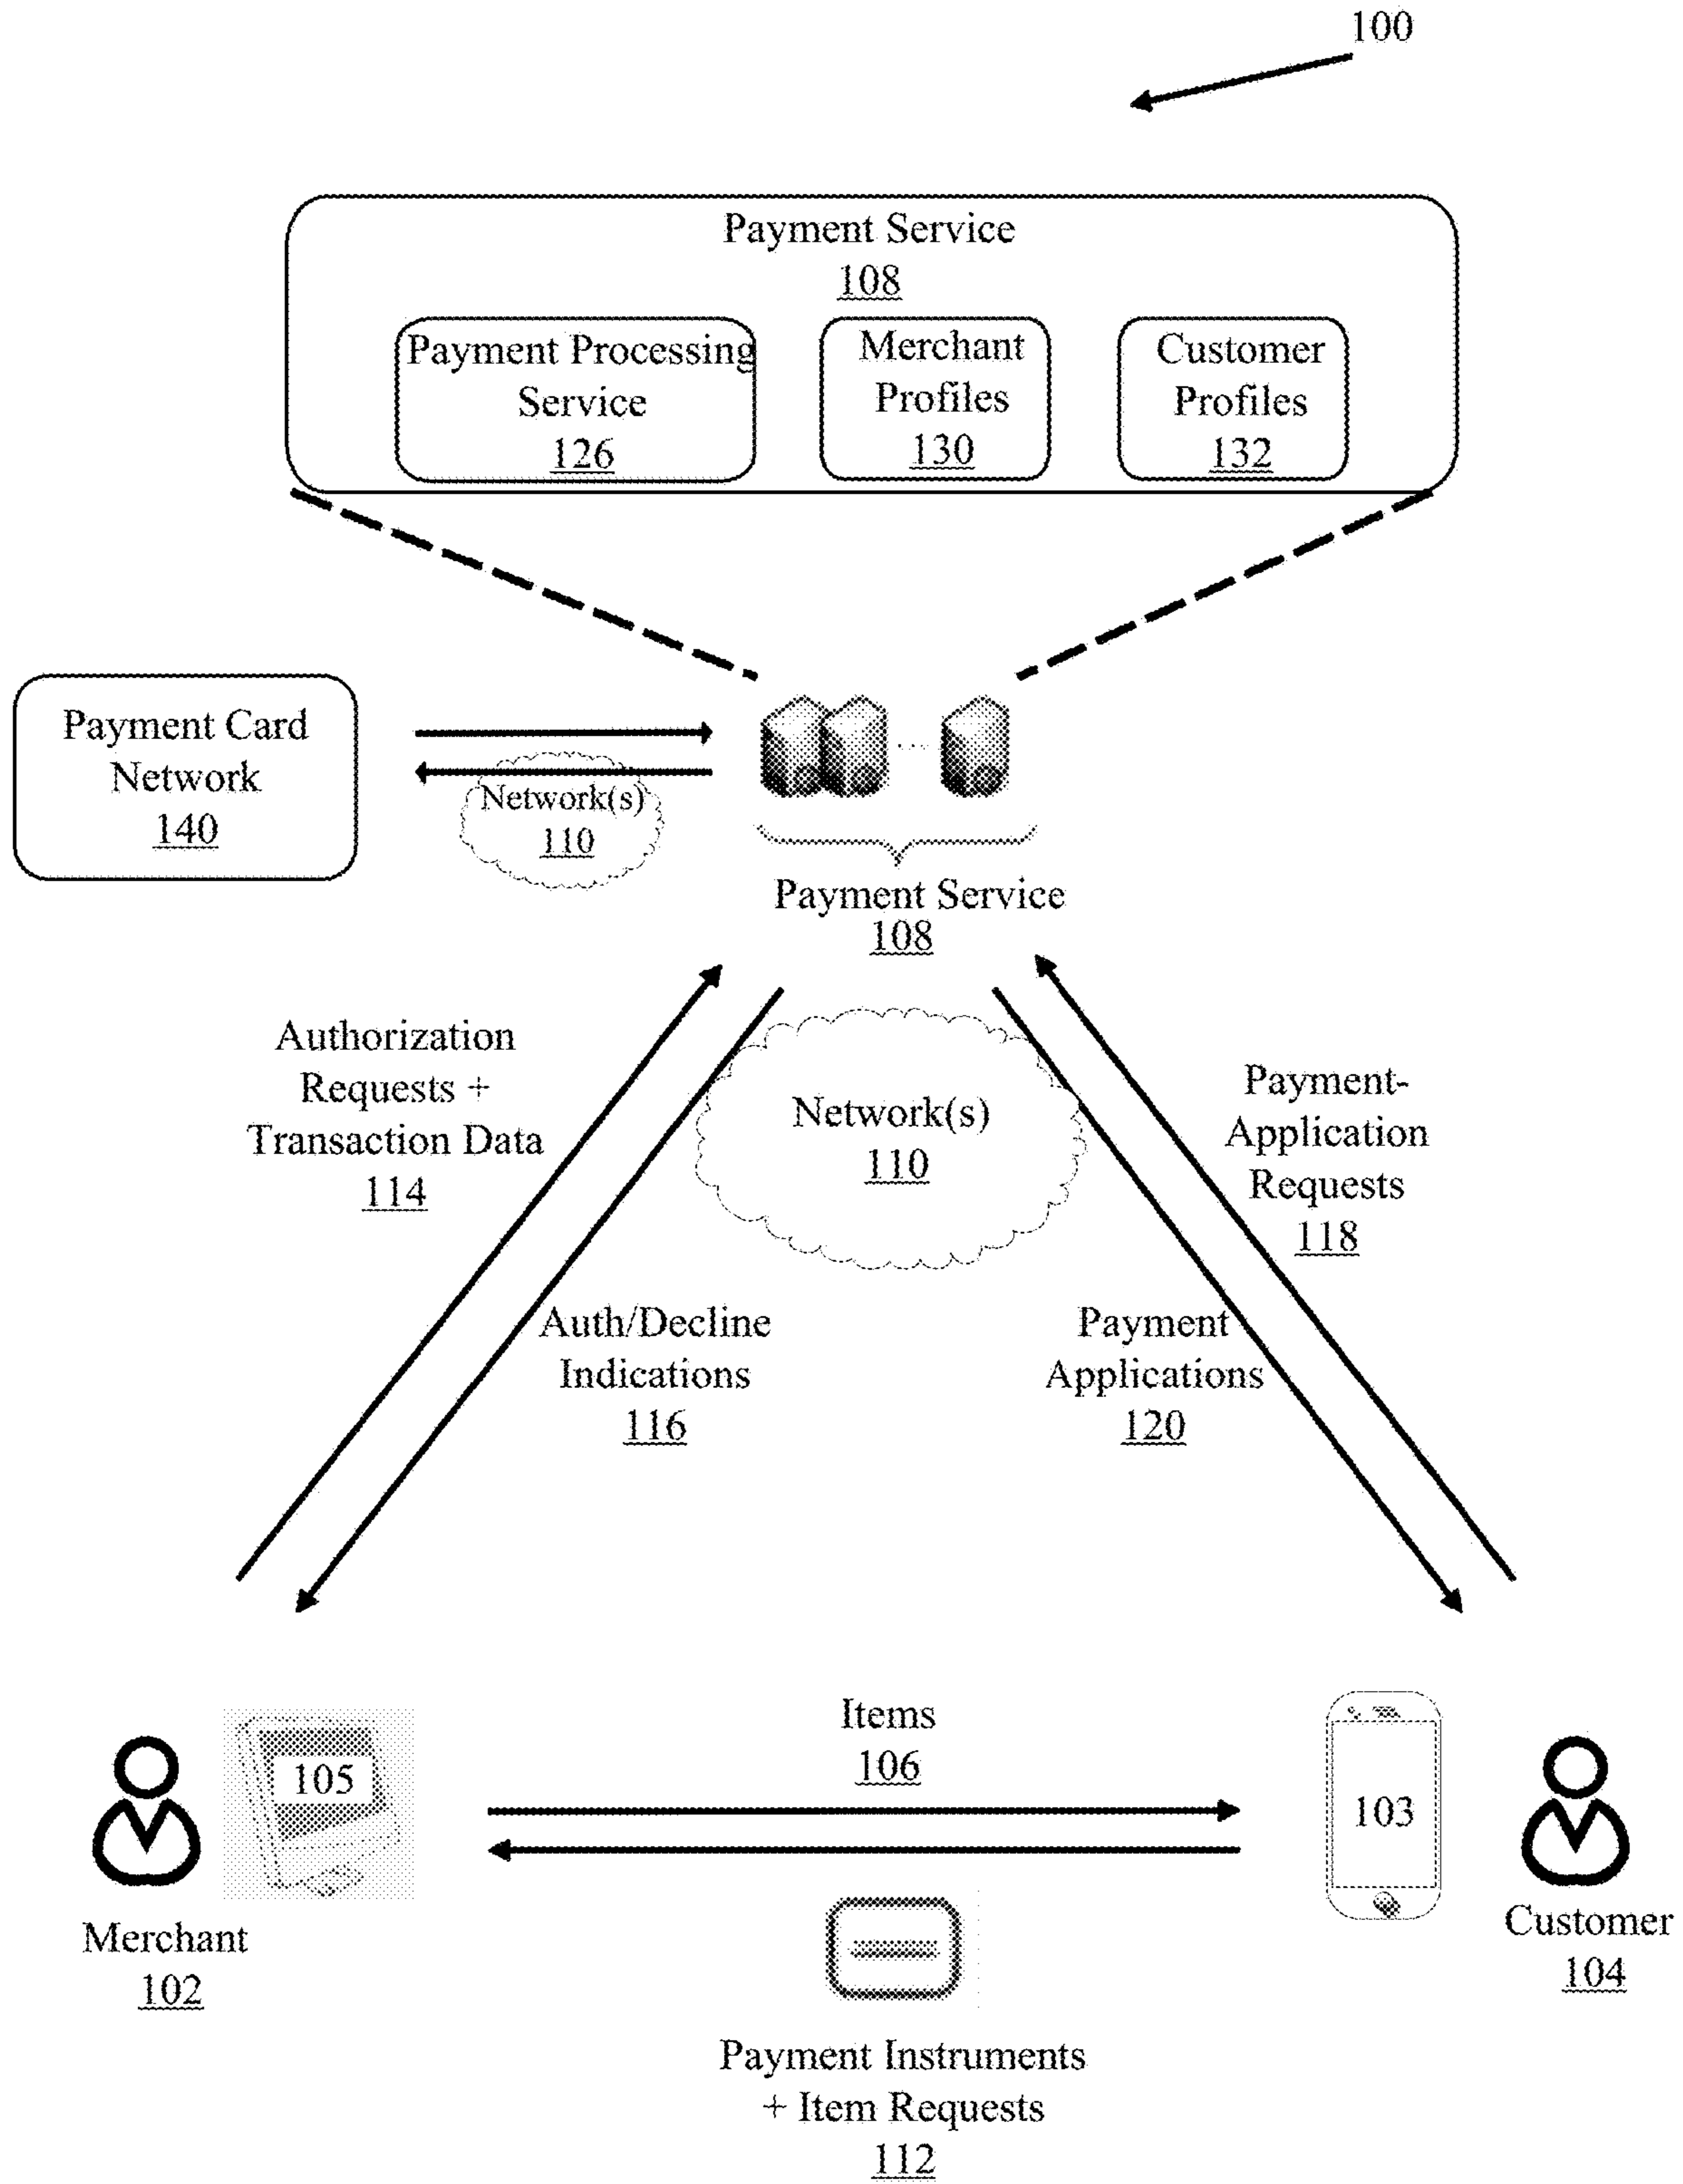 100
Payment Service
108
Payment Processing
Service
126
Merchant
Profiles
130
Customer
Profiles
132
Payment Card
Network
140
Network(s)
110
Payment Service
108
Authorization
Requests +
Transaction Data
114
Network(s)
110
Payment-
Application
Requests
118
Auth/Decline
Indications
116
Payment
Applications
120
Items
106
105
103
Merchant
102
Customer
104
Payment Instruments
+ Item Requests
112